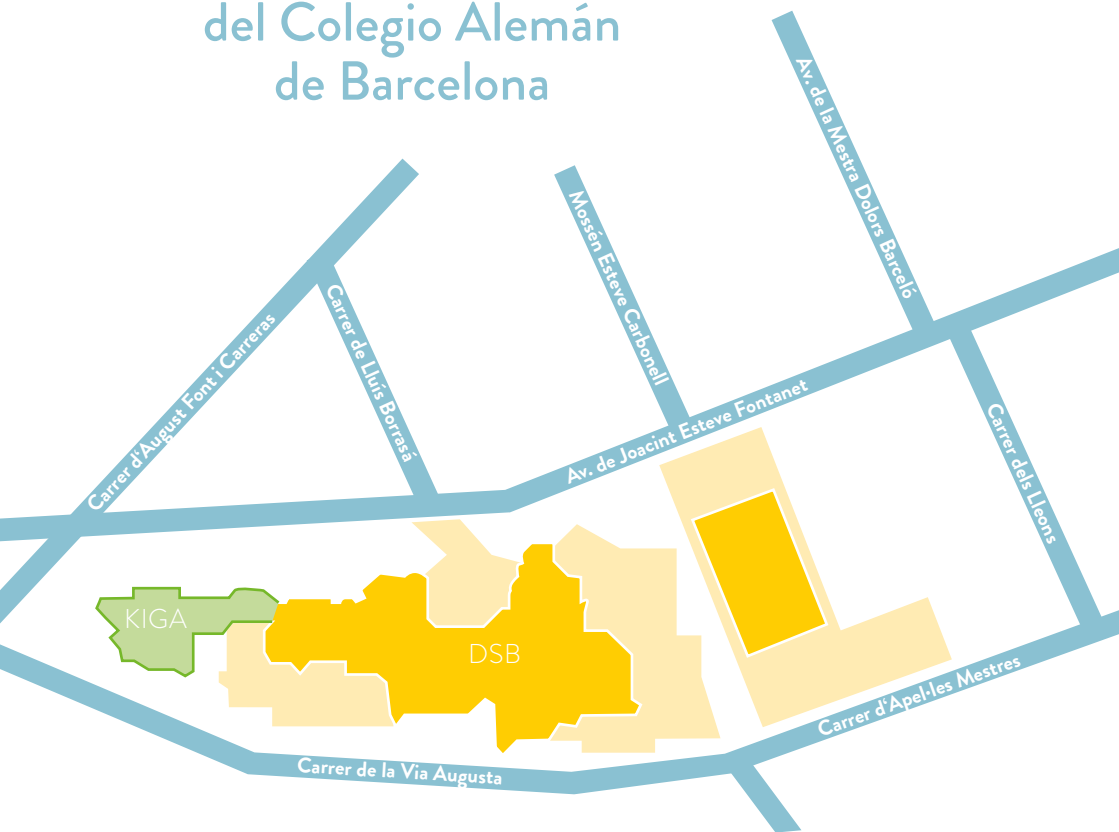 del Colegio Alemán
de Barcelona
Av. de la Mestra Dolors Barceló
Mossén Esteve Carbonell
Carrer de Lluís Borrasá
Carrer d‘August Font i Carreras
Av. de Joacint Esteve Fontanet
Carrer dels Lleons
KIGA
DSB
Carrer d‘Apel·les Mestres
Carrer de la Via Augusta